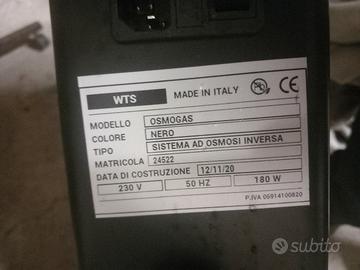 WTS MADE IN ITALY CE
MODELLO OSMOGAS
COLORE NERO
TIPO SISTEMA AD OSMOSI INVERSA
MATRICOLA 24522
DATA DI COSTRUZIONE 12/11/20
230 V 50 HZ 180 W
P.IVA 05914100820
subito